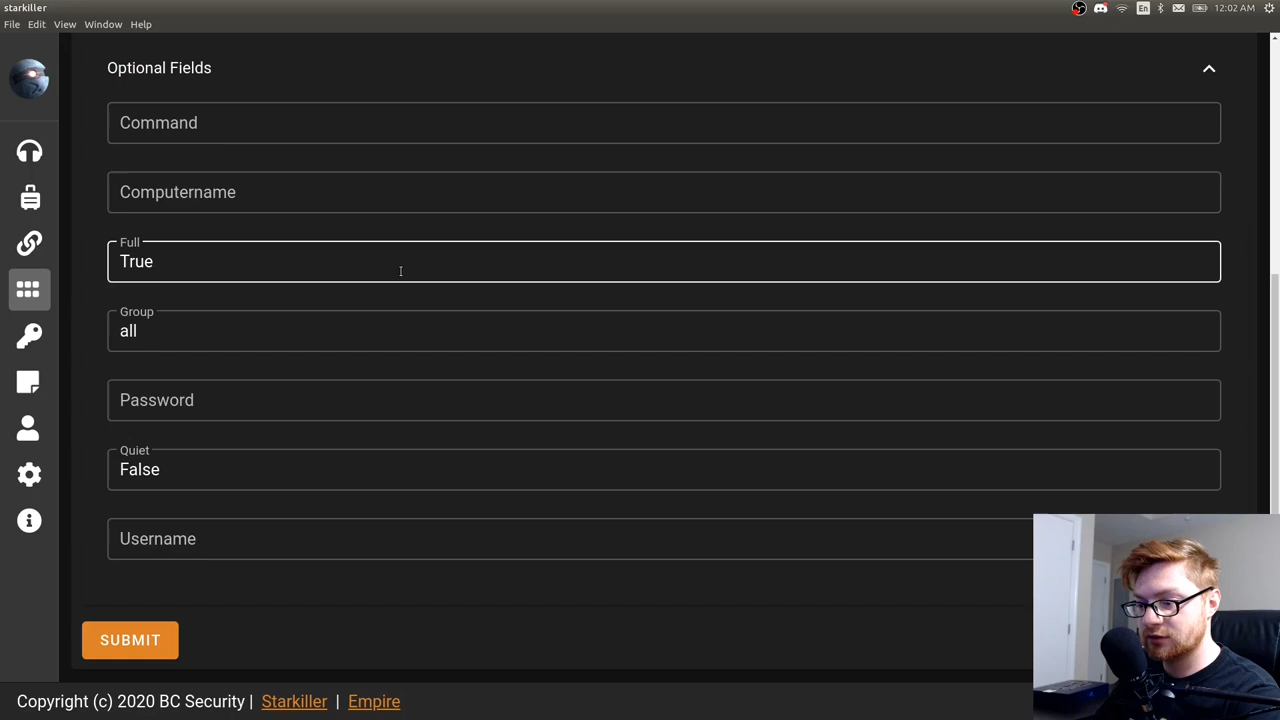 starkiller
En 12:02 AM
File Edit View Window Help
Optional Fields
Command
Computername
Full
True
Group
all
Password
Quiet
False
Username
SUBMIT
Copyright (c) 2020 BC Security | Starkiller | Empire